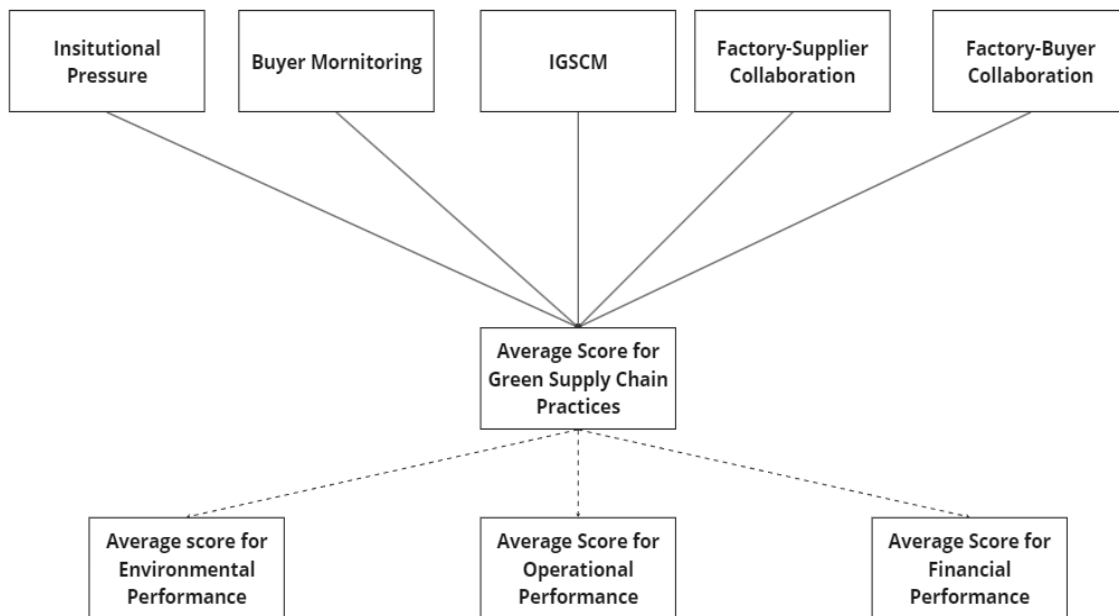 Insitutional
Pressure
Buyer Mornitoring
IGSCM
Factory-Supplier
Collaboration
Factory-Buyer
Collaboration
Average Score for
Green Supply Chain
Practices
Average score for
Environmental
Performance
Average Score for
Operational
Performance
Average Score for
Financial
Performance